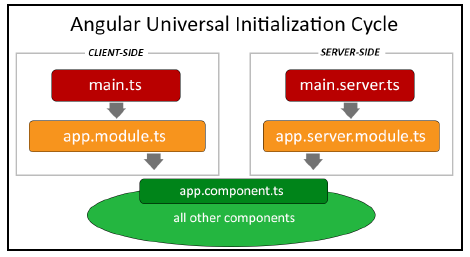 Angular Universal Initialization Cycle
CLIENT-SIDE
main.ts
app.module.ts
SERVER-SIDE
main.server.ts
app.server.module.ts
app.component.ts
all other components